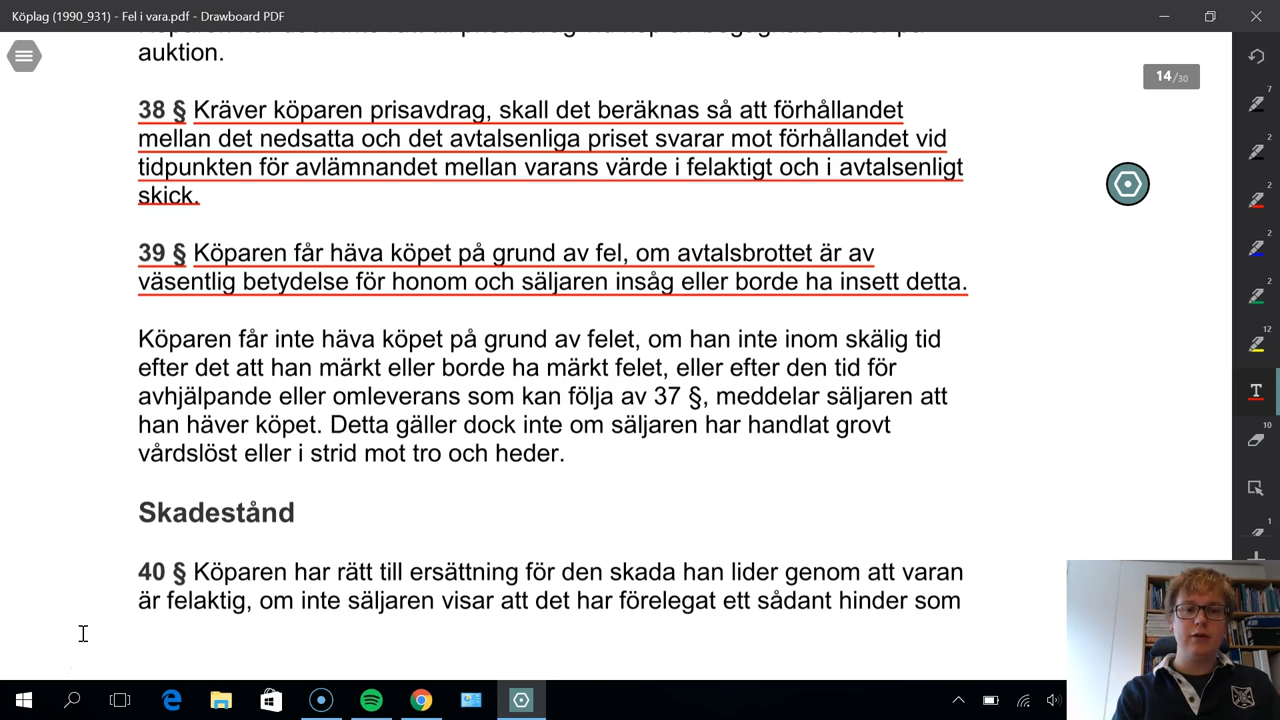 Köplag (1990_931) - Fel i vara.pdf - Drawboard PDF
auktion.
14/30
38 § Kräver köparen prisavdrag, skall det beräknas så att förhållandet
mellan det nedsatta och det avtalsenliga priset svarar mot förhållandet vid
tidpunkten för avlämnandet mellan varans värde i felaktigt och i avtalsenligt
skick.
39 § Köparen får häva köpet på grund av fel, om avtalsbrottet är av
väsentlig betydelse för honom och säljaren insåg eller borde ha insett detta.
Köparen får inte häva köpet på grund av felet, om han inte inom skälig tid
efter det att han märkt eller borde ha märkt felet, eller efter den tid för
avhjälpande eller omleverans som kan följa av 37 §, meddelar säljaren att
han häver köpet. Detta gäller dock inte om säljaren har handlat grovt
vårdslöst eller i strid mot tro och heder.
Skadestånd
40 § Köparen har rätt till ersättning för den skada han lider genom att varan
är felaktig, om inte säljaren visar att det har förelegat ett sådant hinder som
7
2
2
2
2
12
T
10
1